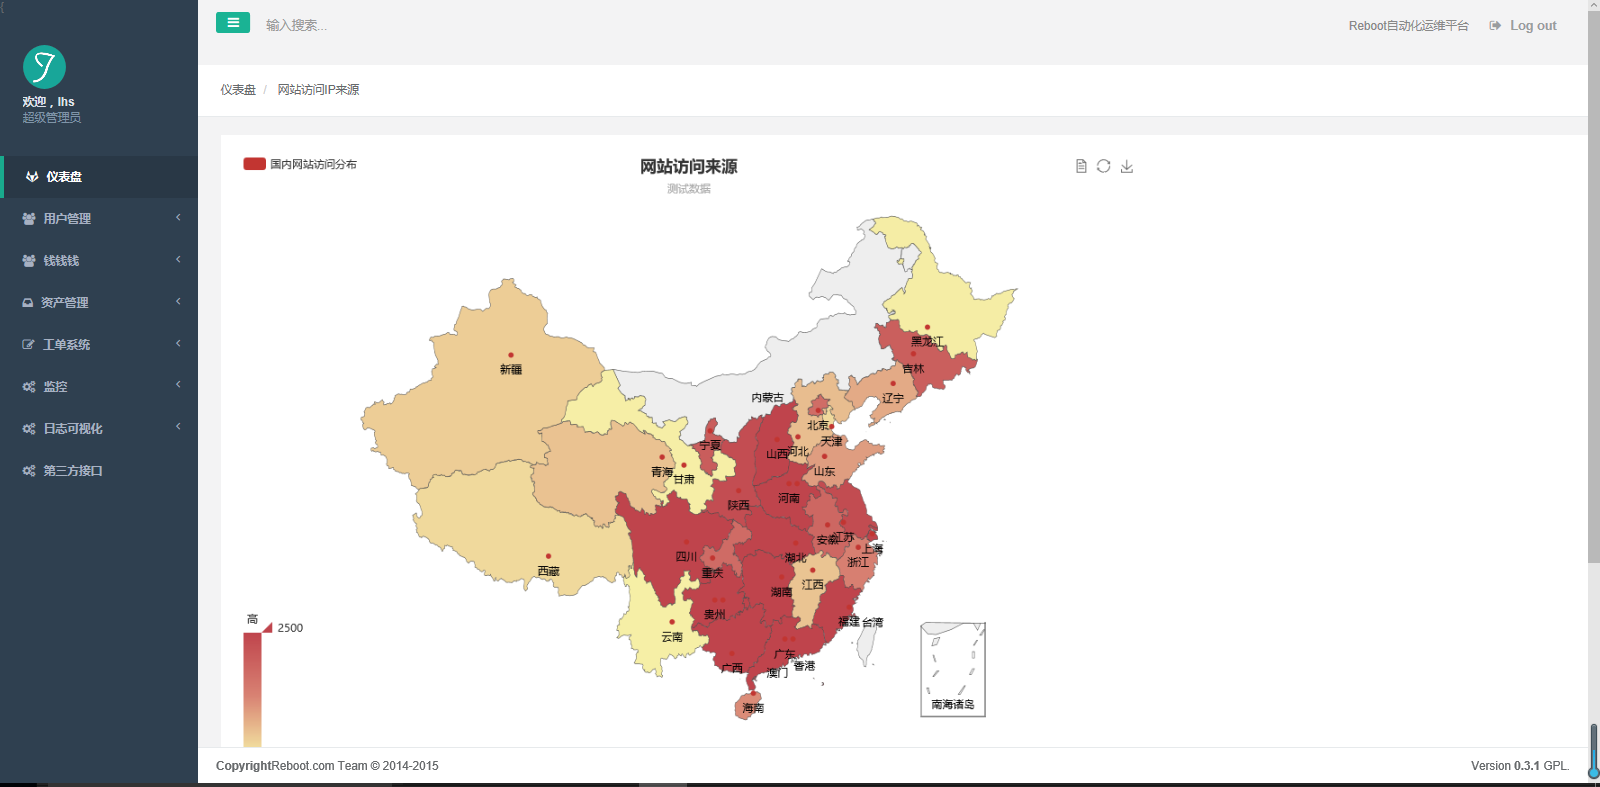 {
输入搜索...
Reboot自动化运维平台
Log out
欢迎，lhs
超级管理员
仪表盘
用户管理
钱钱钱
资产管理
工单系统
监控
日志可视化
第三方接口
仪表盘 / 网站访问IP来源
国内网站访问分布
网站访问来源
测试数据
黑龙江
吉林
新疆
辽宁
内蒙古
北京
天津
宁夏
山西
河北
青海
甘肃
山东
河南
陕西
安徽
江苏
上海
四川
湖北
浙江
西藏
重庆
江西
湖南
贵州
福建
台湾
云南
广东
广西
香港
澳门
海南
南海诸岛
高
2500
CopyrightReboot.com Team © 2014-2015
Version 0.3.1 GPL.